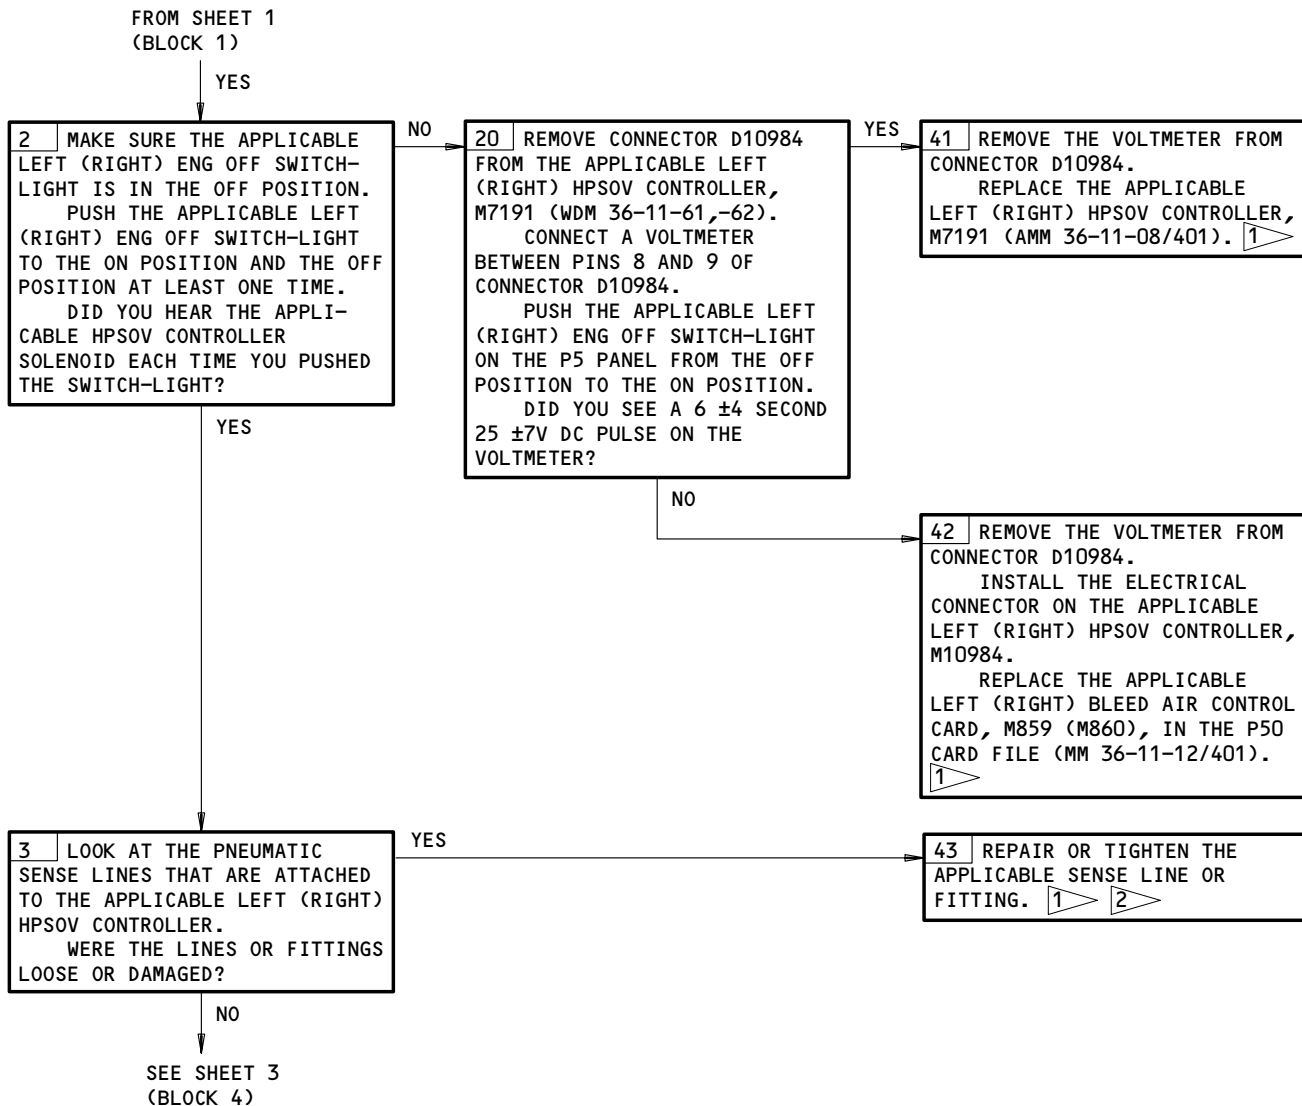 FROM SHEET 1
(BLOCK 1)
YES
2 MAKE SURE THE APPLICABLE
LEFT (RIGHT) ENG OFF SWITCH-
LIGHT IS IN THE OFF POSITION.
PUSH THE APPLICABLE LEFT
(RIGHT) ENG OFF SWITCH-LIGHT
TO THE ON POSITION AND THE OFF
POSITION AT LEAST ONE TIME.
DID YOU HEAR THE APPLI-
CABLE HPSOV CONTROLLER
SOLENOID EACH TIME YOU PUSHED
THE SWITCH-LIGHT?
NO
20 REMOVE CONNECTOR D10984
FROM THE APPLICABLE LEFT
(RIGHT) HPSOV CONTROLLER,
M7191 (WDM 36-11-61,-62).
CONNECT A VOLTMETER
BETWEEN PINS 8 AND 9 OF
CONNECTOR D10984.
PUSH THE APPLICABLE LEFT
(RIGHT) ENG OFF SWITCH-LIGHT
ON THE P5 PANEL FROM THE OFF
POSITION TO THE ON POSITION.
DID YOU SEE A 6 ±4 SECOND
25 ±7V DC PULSE ON THE
VOLTMETER?
YES
41 REMOVE THE VOLTMETER FROM
CONNECTOR D10984.
REPLACE THE APPLICABLE
LEFT (RIGHT) HPSOV CONTROLLER,
M7191 (AMM 36-11-08/401). 1
NO
42 REMOVE THE VOLTMETER FROM
CONNECTOR D10984.
INSTALL THE ELECTRICAL
CONNECTOR ON THE APPLICABLE
LEFT (RIGHT) HPSOV CONTROLLER,
M10984.
REPLACE THE APPLICABLE
LEFT (RIGHT) BLEED AIR CONTROL
CARD, M859 (M860), IN THE P50
CARD FILE (MM 36-11-12/401).
1
YES
3 LOOK AT THE PNEUMATIC
SENSE LINES THAT ARE ATTACHED
TO THE APPLICABLE LEFT (RIGHT)
HPSOV CONTROLLER.
WERE THE LINES OR FITTINGS
LOOSE OR DAMAGED?
YES
43 REPAIR OR TIGHTEN THE
APPLICABLE SENSE LINE OR
FITTING. 1 2
NO
SEE SHEET 3
(BLOCK 4)